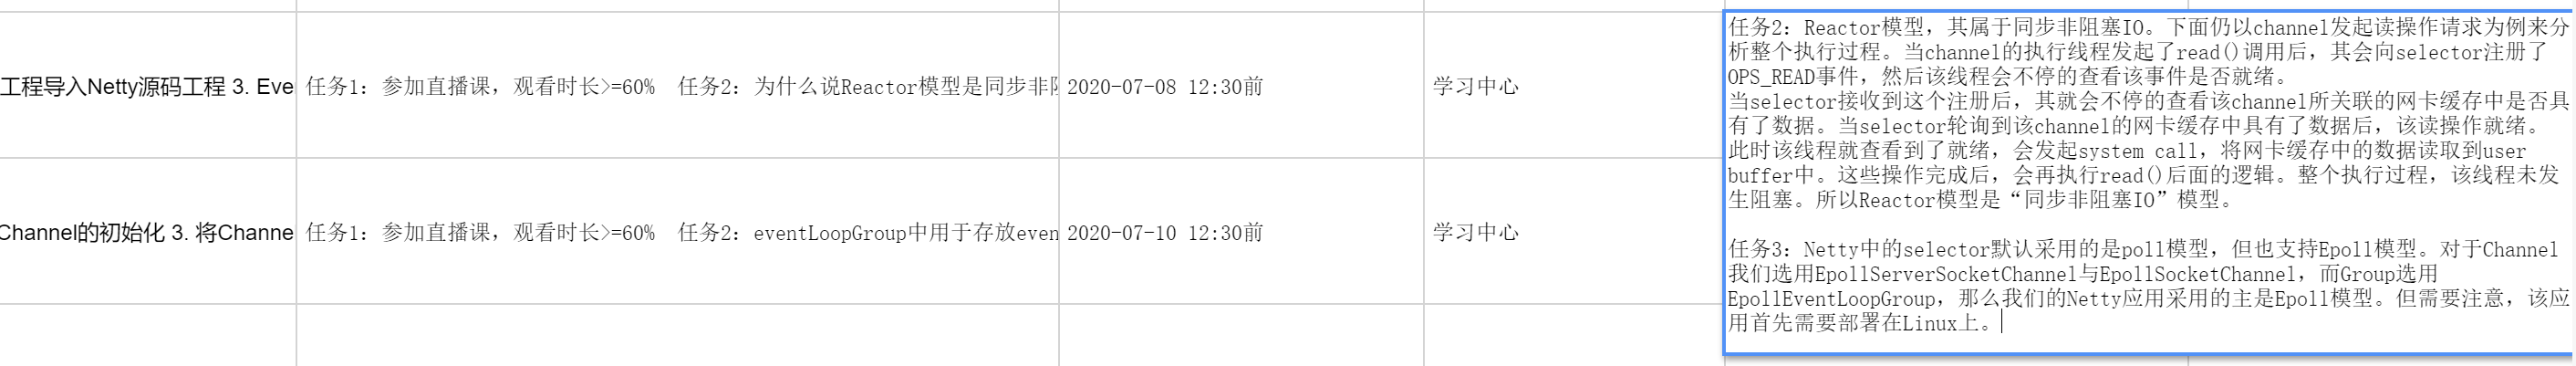 工程导入Netty源码工程 3. Eve
任务1：参加直播课，观看时长>=60%  任务2：为什么说Reactor模型是同步非阻
2020-07-08 12:30前
学习中心
Channel的初始化 3. 将Channe
任务1：参加直播课，观看时长>=60%  任务2：eventLoopGroup中用于存放even
2020-07-10 12:30前
学习中心
任务2：Reactor模型，其属于同步非阻塞IO。下面仍以channel发起读操作请求为例来分
析整个执行过程。当channel的执行线程发起了read()调用后，其会向selector注册了
OPS_READ事件，然后该线程会不停的查看该事件是否就绪。
当selector接收到这个注册后，其就会不停的查看该channel所关联的网卡缓存中是否具
有了数据。当selector轮询到该channel的网卡缓存中具有了数据后，该读操作就绪。
此时该线程就查看到了就绪，会发起system call，将网卡缓存中的数据读取到user
buffer中。这些操作完成后，会再执行read()后面的逻辑。整个执行过程，该线程未发
生阻塞。所以Reactor模型是“同步非阻塞IO”模型。
任务3：Netty中的selector默认采用的是poll模型，但也支持Epoll模型。对于Channel
我们选用EpollServerSocketChannel与EpollSocketChannel，而Group选用
EpollEventLoopGroup，那么我们的Netty应用采用的主是Epoll模型。但需要注意，该应
用首先需要部署在Linux上。